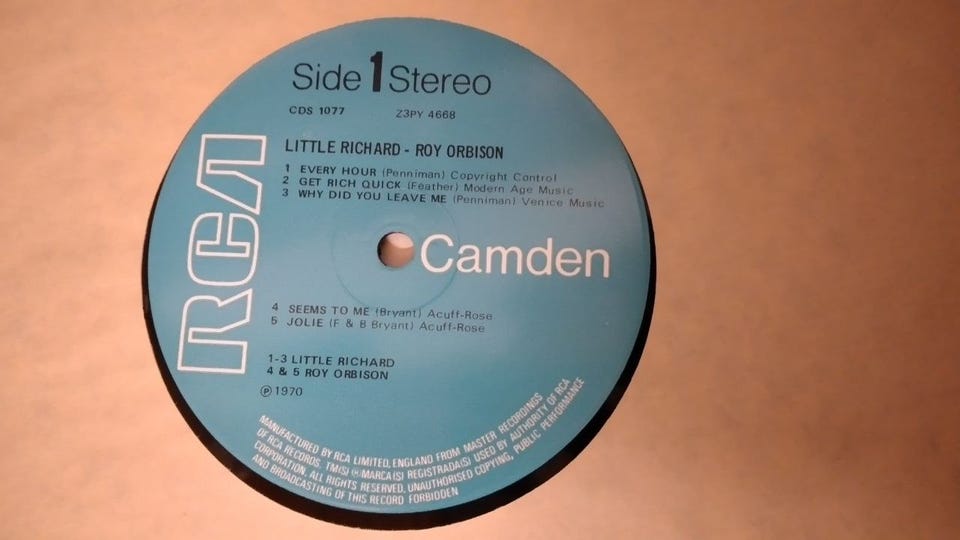 Side 1 Stereo
CDS 1077 Z3PY 4668
LITTLE RICHARD - ROY ORBISON
1 EVERY HOUR (Penniman) Copyright Control
2 GET RICH QUICK (Feather) Modern Age Music
3 WHY DID YOU LEAVE ME (Penniman) Venice Music
RCA
Camden
4 SEEMS TO ME (Bryant) Acuff-Rose
5 JOLIE (F & B Bryant) Acuff-Rose
1-3 LITTLE RICHARD
4 & 5 ROY ORBISON
℗ 1970
MANUFACTURED BY RCA LIMITED, ENGLAND FROM MASTER RECORDINGS
OF RCA RECORDS. TM(S) ® MARCA(S) REGISTRADA(S) USED BY AUTHORITY OF RCA
CORPORATION. ALL RIGHTS RESERVED. UNAUTHORISED COPYING, PUBLIC PERFORMANCE
AND BROADCASTING OF THIS RECORD FORBIDDEN